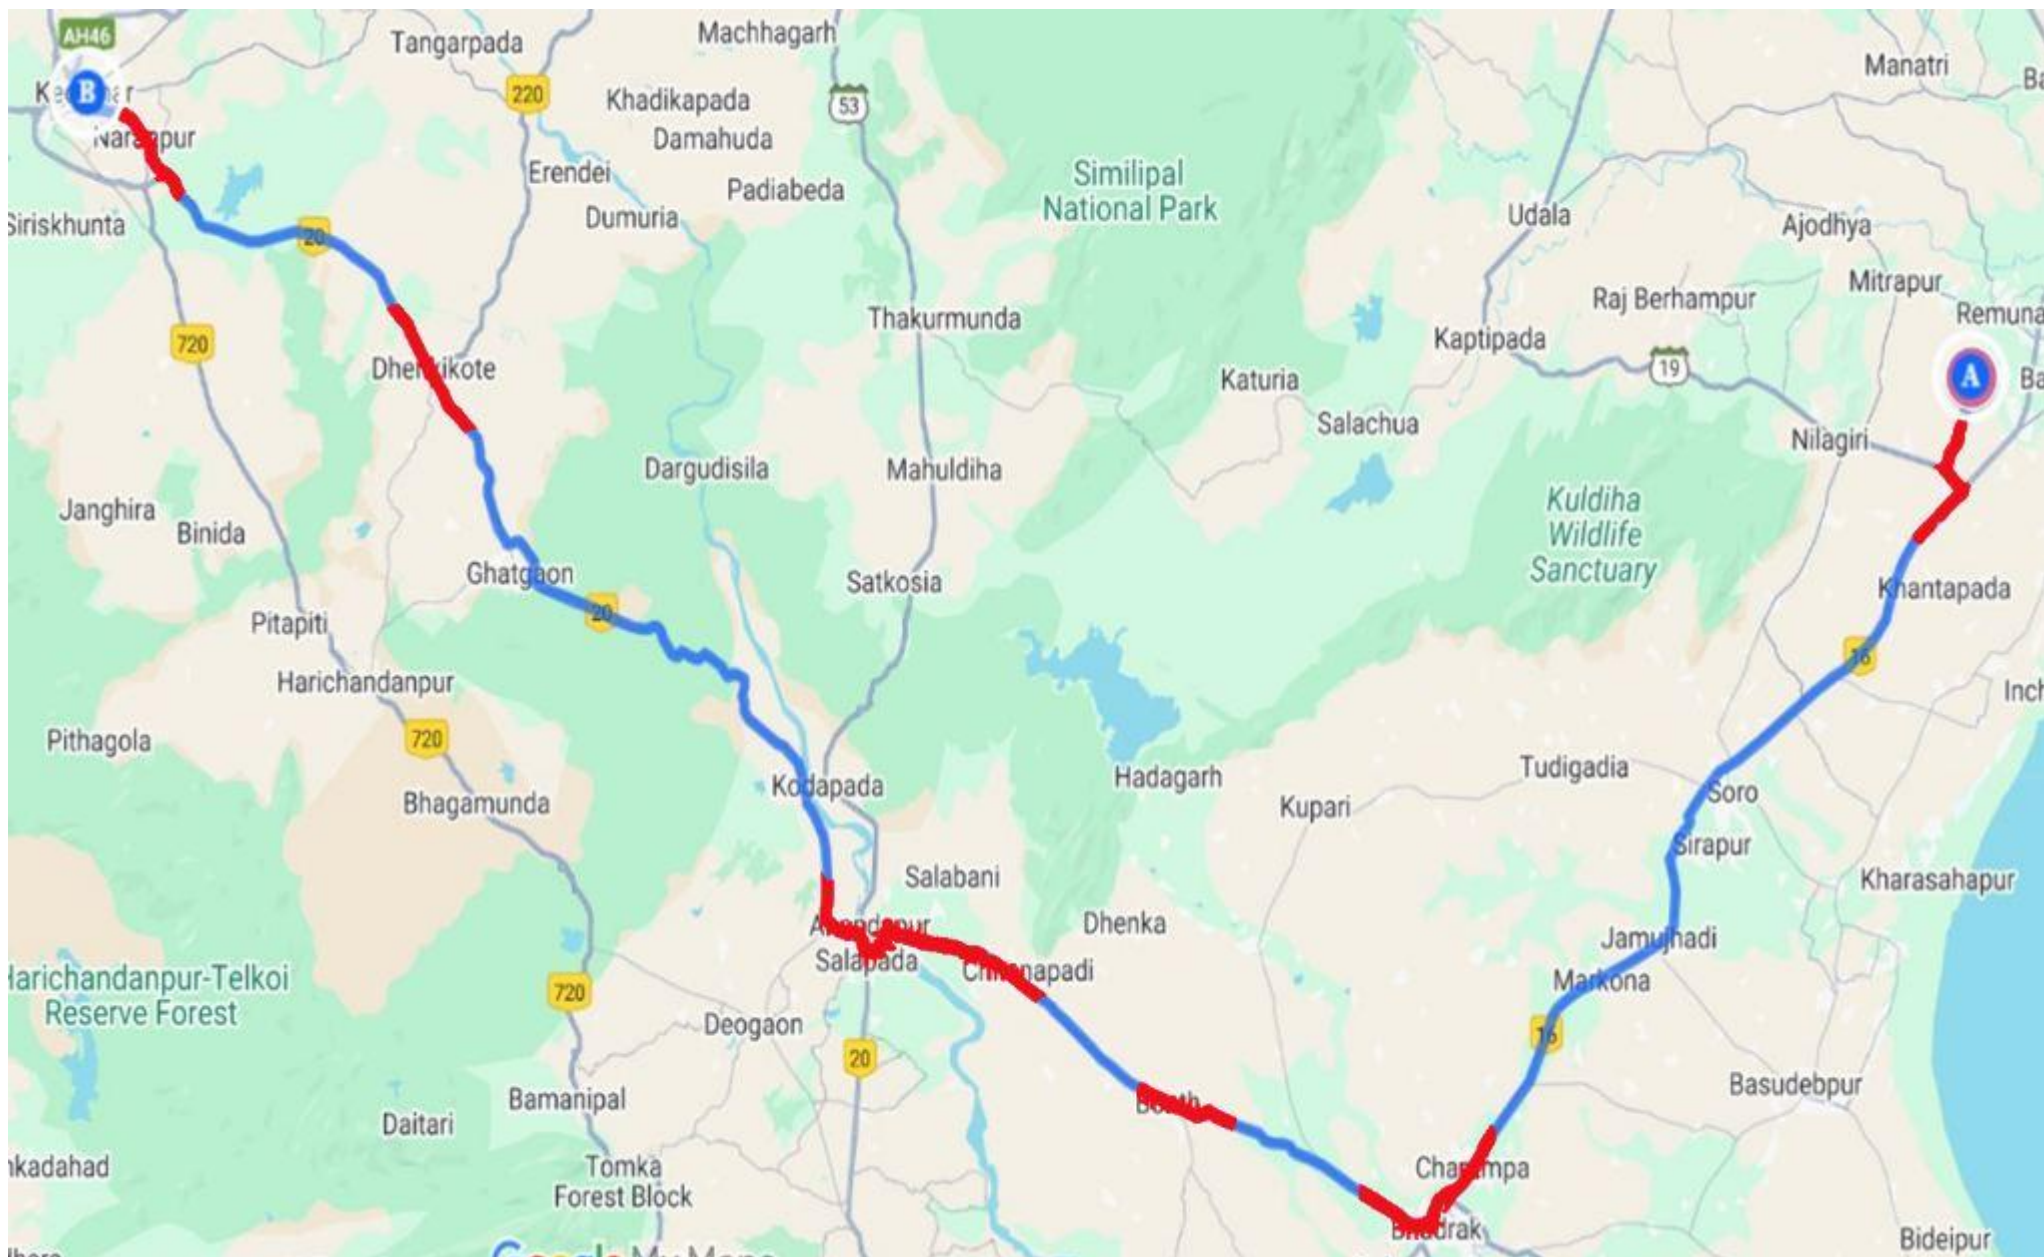 AH46
B
Tangarpada
Machhagarh
Manatri
220
Khadikapada
53
Damahuda
Erendei
Padiabeda
Similipal
National Park
Siriskhunta
Dumuria
Udala
Ajodhya
20
Mitrapur
Raj Berhampur
Remuna
Thakurmunda
720
Kaptipada
19
A
Katuria
Salachua
Nilagiri
Dargudisila
Mahuldiha
Janghira
Binida
Kuldiha
Wildlife
Sanctuary
Ghatgaon
Satkosia
Khantapada
20
Pitapiti
16
Harichandanpur
Pithagola
720
Kodapada
Hadagarh
Tudigadia
Soro
Bhagamunda
Kupari
Sirapur
Salabani
Kharasahapur
Dhenka
Salapada
Jamujhadi
Harichandanpur-Telkoi
Reserve Forest
720
Markona
Deogaon
16
20
Basudebpur
Bamanipal
Daitari
Tomka
Forest Block
Bideipur